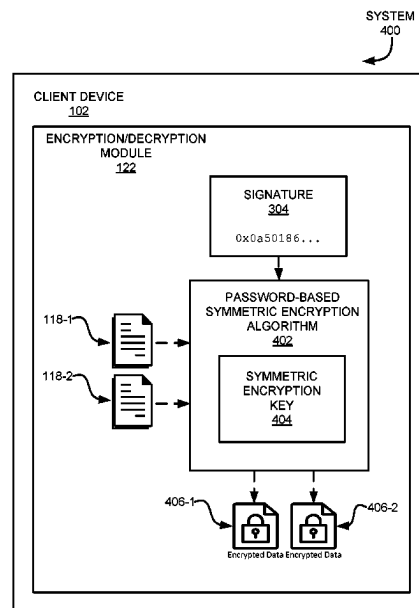 SYSTEM
400
CLIENT DEVICE
102
ENCRYPTION/DECRYPTION
MODULE
122
SIGNATURE
304
0x0a50186...
PASSWORD-BASED
SYMMETRIC ENCRYPTION
ALGORITHM
402
118-1
118-2
SYMMETRIC
ENCRYPTION
KEY
404
406-1
406-2
Encrypted Data
Encrypted Data